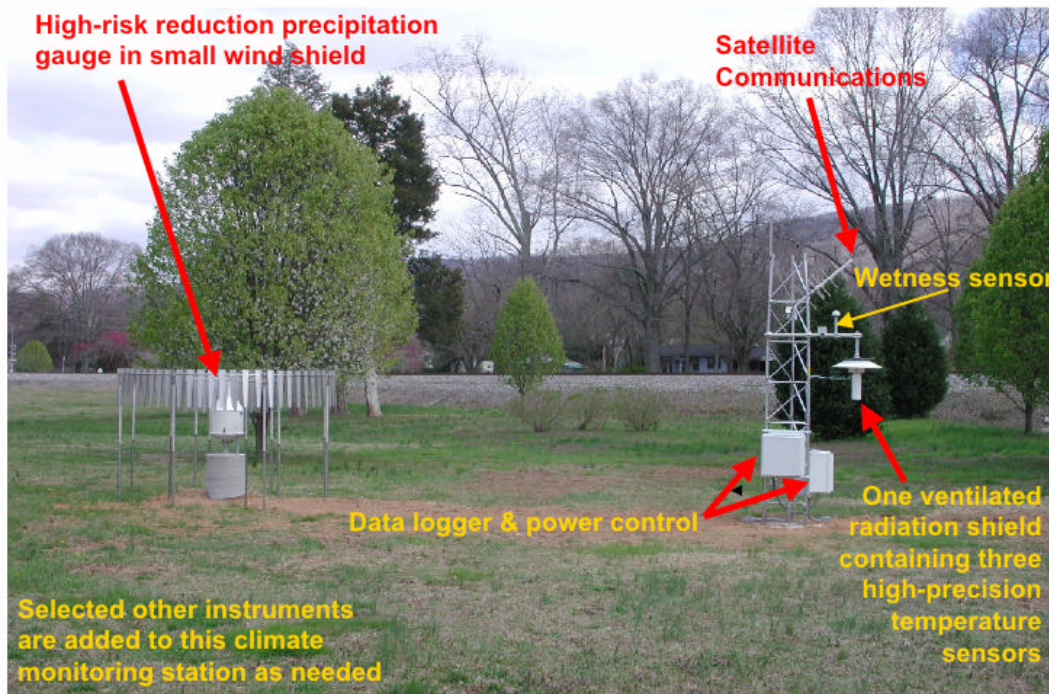 High-risk reduction precipitation
gauge in small wind shield
Satellite
Communications
Wetness sensor
Data logger & power control
One ventilated
radiation shield
containing three
high-precision
temperature
sensors
Selected other instruments
are added to this climate
monitoring station as needed